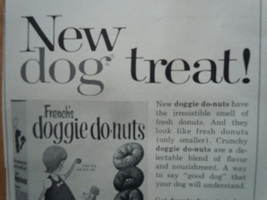 New
dog treat!
French's
doggie do·nuts
New doggie do-nuts have
the irresistible smell of
fresh donuts. And they
look like fresh donuts
(only smaller). Crunchy
doggie do-nuts are a de-
lectable blend of flavor
and nourishment. A way
to say "good dog" that
your dog will understand.